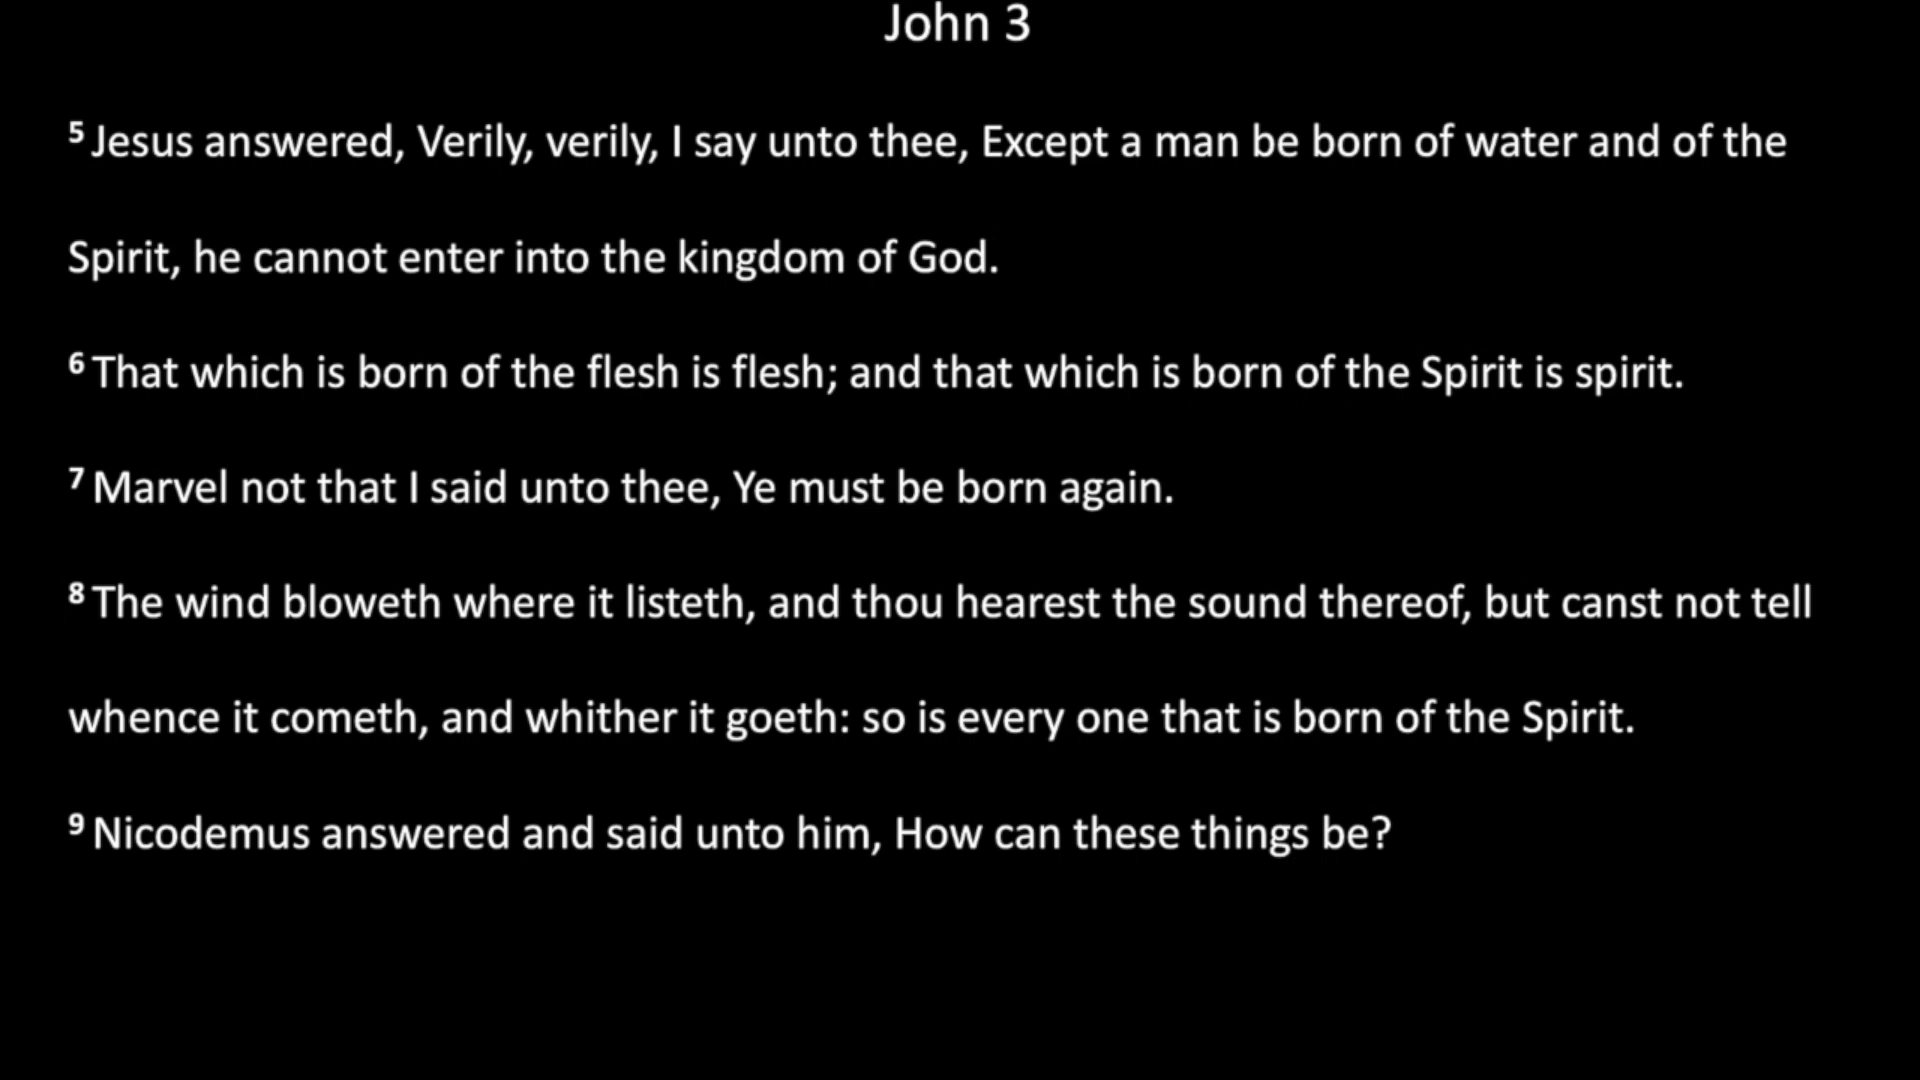 John 3
5 Jesus answered, Verily, verily, I say unto thee, Except a man be born of water and of the
Spirit, he cannot enter into the kingdom of God.
6 That which is born of the flesh is flesh; and that which is born of the Spirit is spirit.
7 Marvel not that I said unto thee, Ye must be born again.
8 The wind bloweth where it listeth, and thou hearest the sound thereof, but canst not tell
whence it cometh, and whither it goeth: so is every one that is born of the Spirit.
9 Nicodemus answered and said unto him, How can these things be?